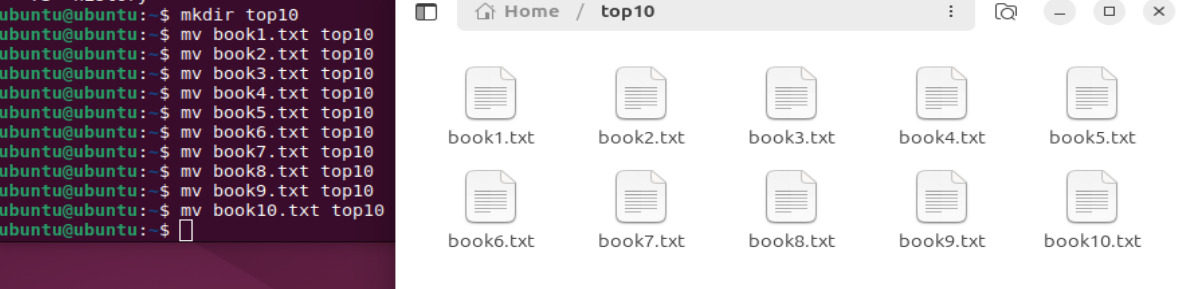 ubuntu@ubuntu:~$ mkdir top10
ubuntu@ubuntu:~$ mv book1.txt top10
ubuntu@ubuntu:~$ mv book2.txt top10
ubuntu@ubuntu:~$ mv book3.txt top10
ubuntu@ubuntu:~$ mv book4.txt top10
ubuntu@ubuntu:~$ mv book5.txt top10
ubuntu@ubuntu:~$ mv book6.txt top10
ubuntu@ubuntu:~$ mv book7.txt top10
ubuntu@ubuntu:~$ mv book8.txt top10
ubuntu@ubuntu:~$ mv book9.txt top10
ubuntu@ubuntu:~$ mv book10.txt top10
ubuntu@ubuntu:~$
Home / top10
book1.txt book2.txt book3.txt book4.txt book5.txt
book6.txt book7.txt book8.txt book9.txt book10.txt